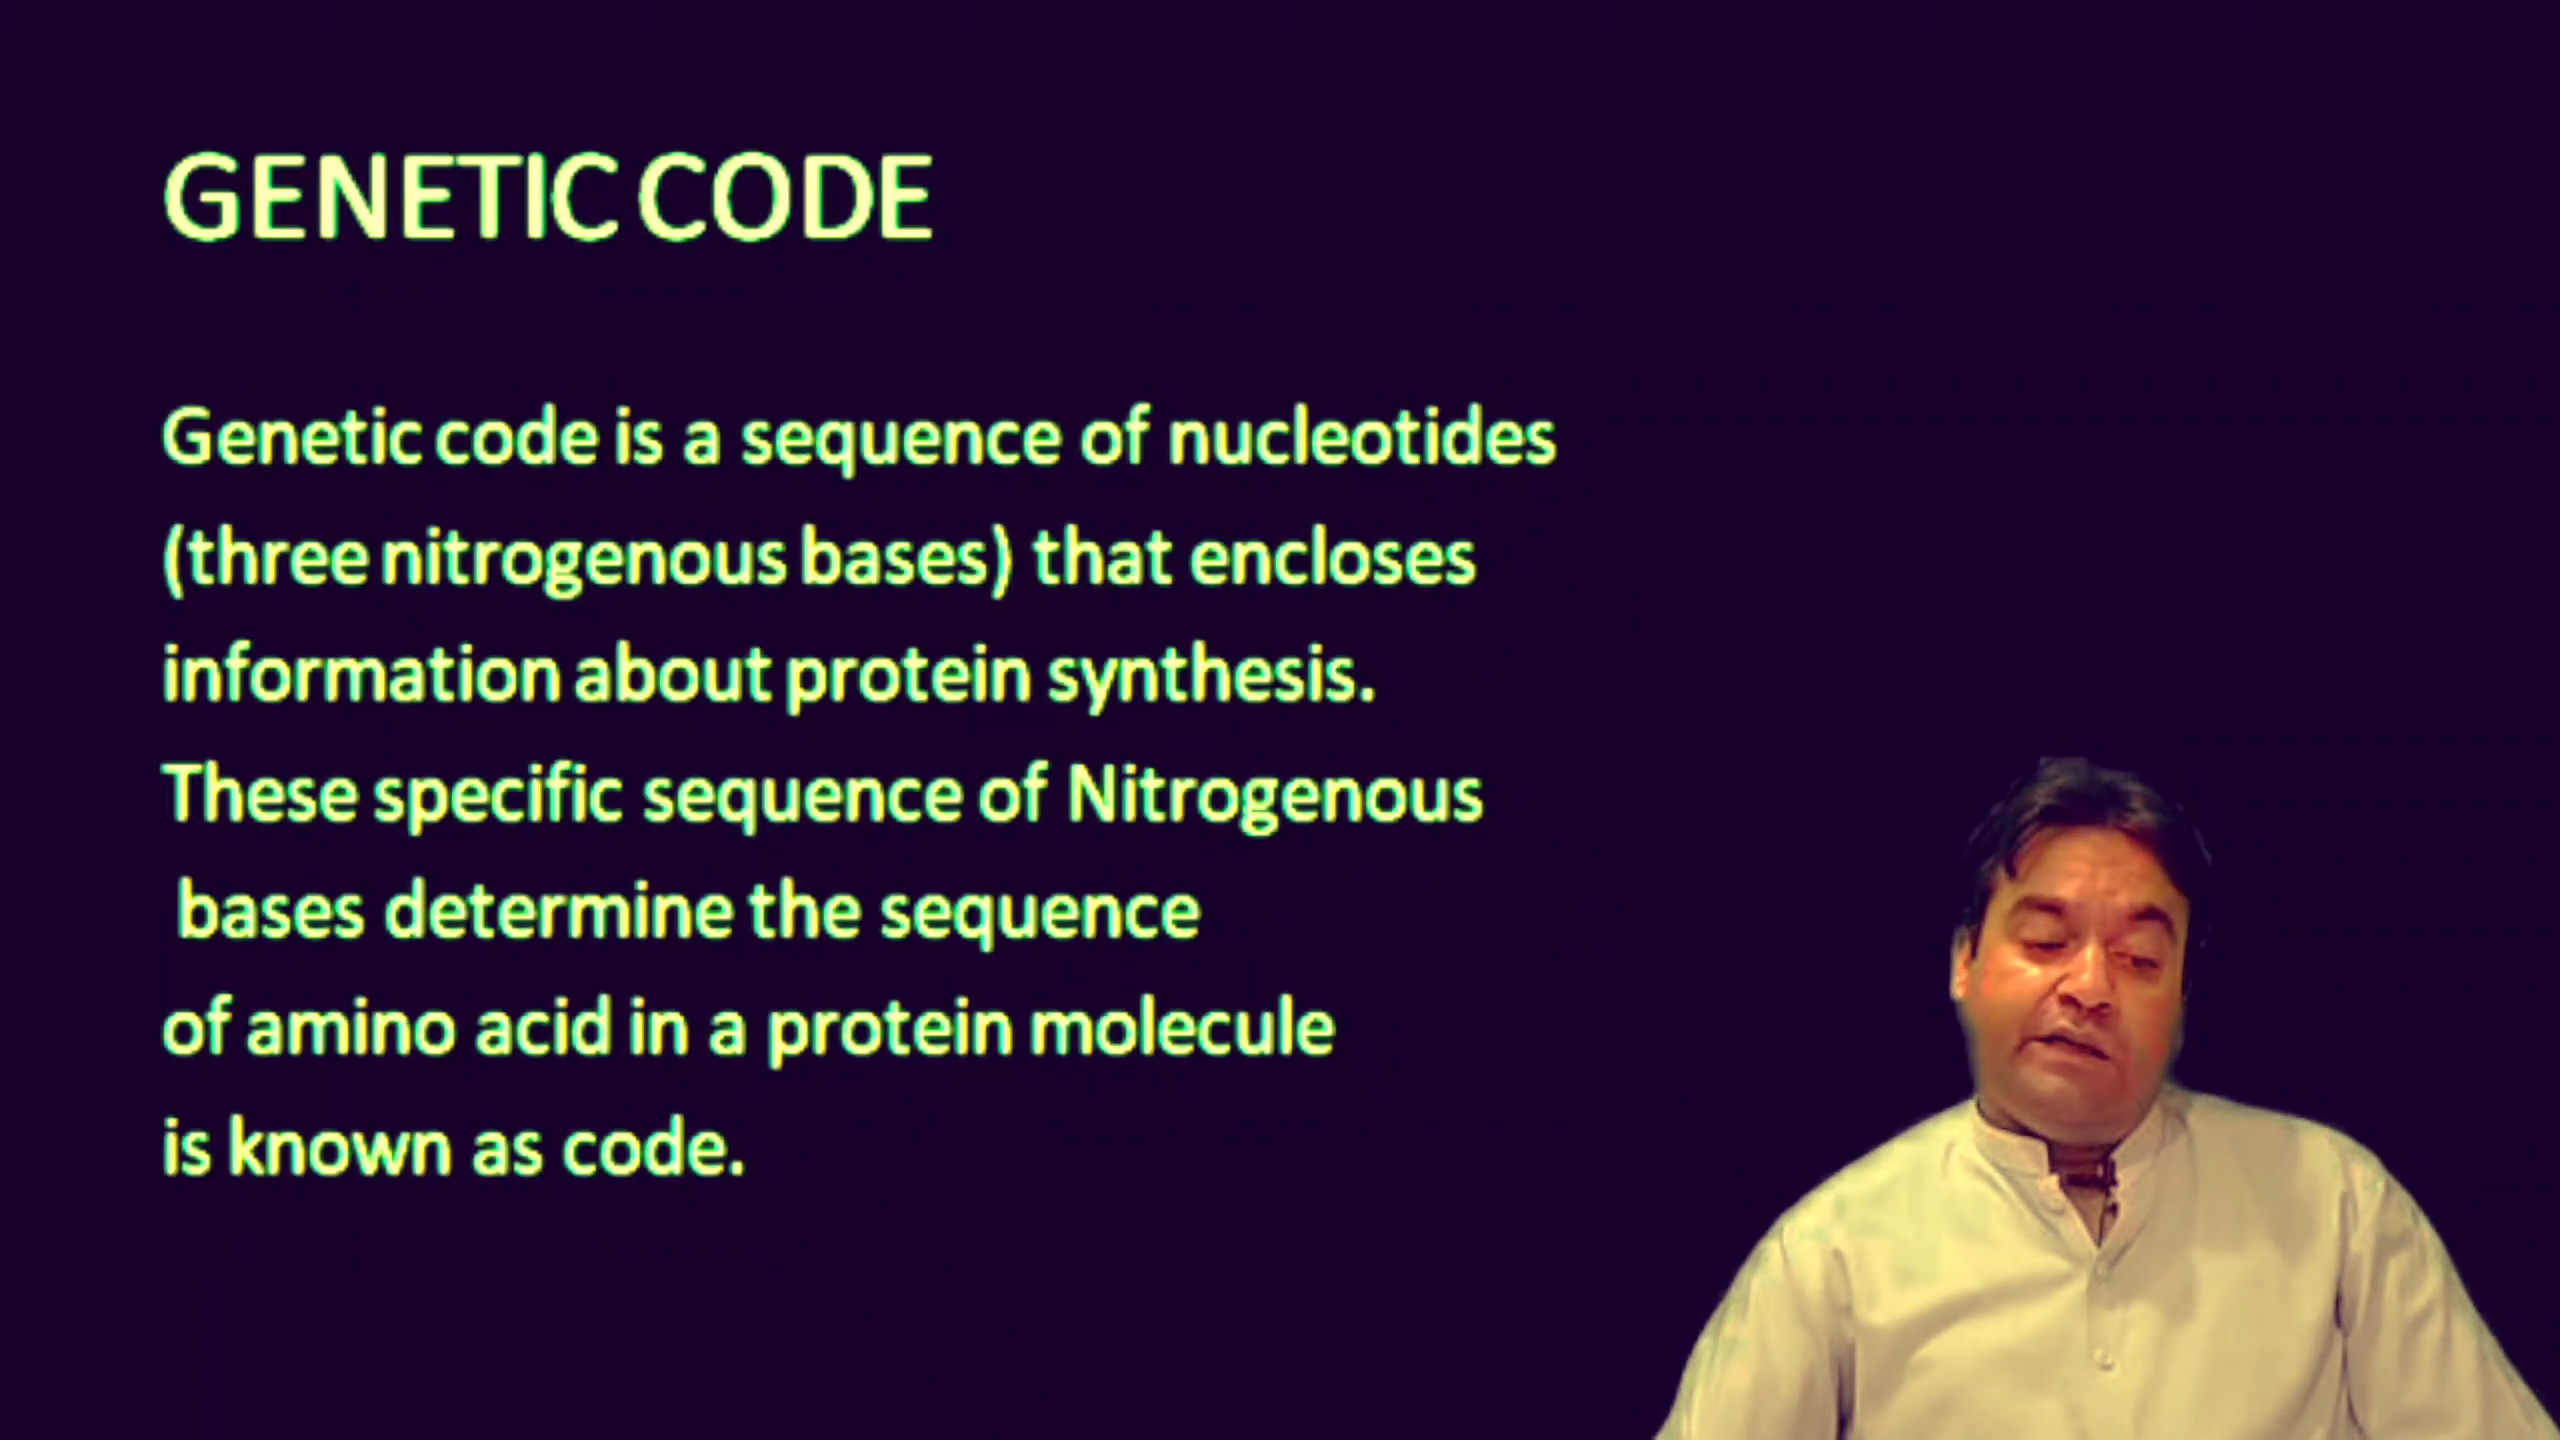 GENETIC CODE
Genetic code is a sequence of nucleotides
(three nitrogenous bases) that encloses
information about protein synthesis.
These specific sequence of Nitrogenous
bases determine the sequence
of amino acid in a protein molecule
is known as code.